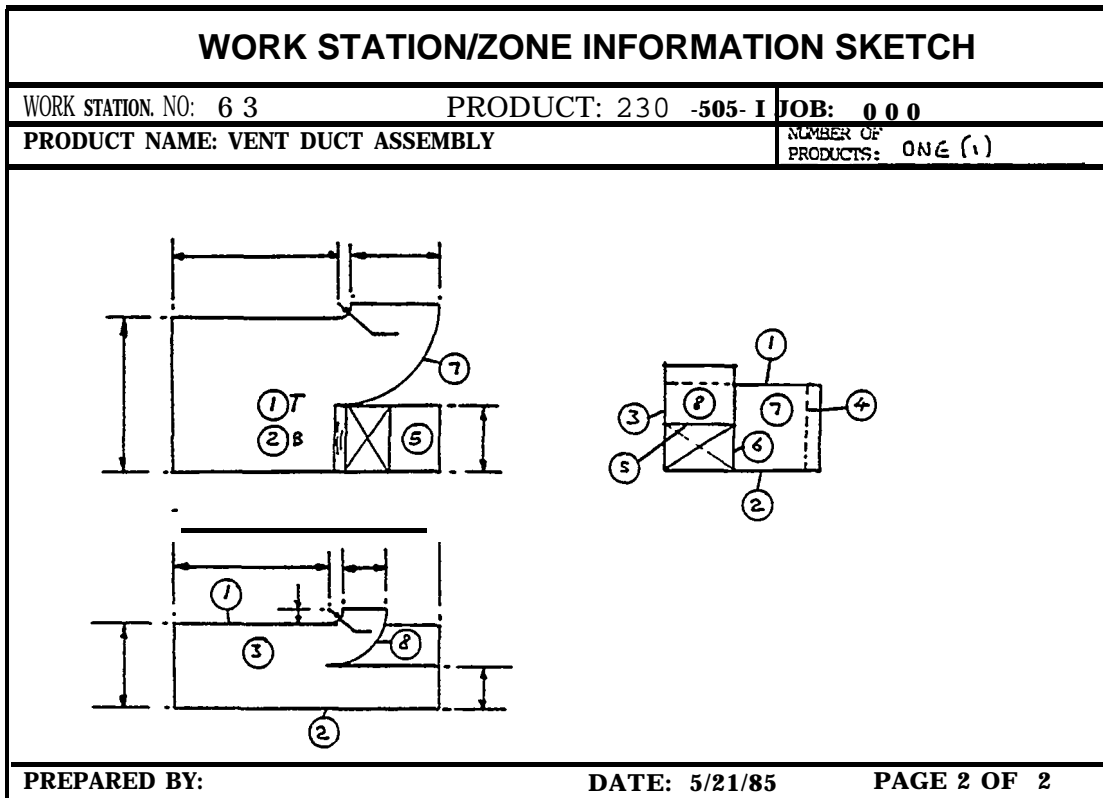 WORK STATION/ZONE INFORMATION SKETCH
WORK STATION. NO: 6 3 PRODUCT: 230 -505- I JOB: 0 0 0
PRODUCT NAME: VENT DUCT ASSEMBLY NUMBER OF
PRODUCTS: ONE (1)
7
1 T
2 B
5
1
3
8
7
4
6
5
2
1
3
8
2
PREPARED BY: DATE: 5/21/85 PAGE 2 OF 2